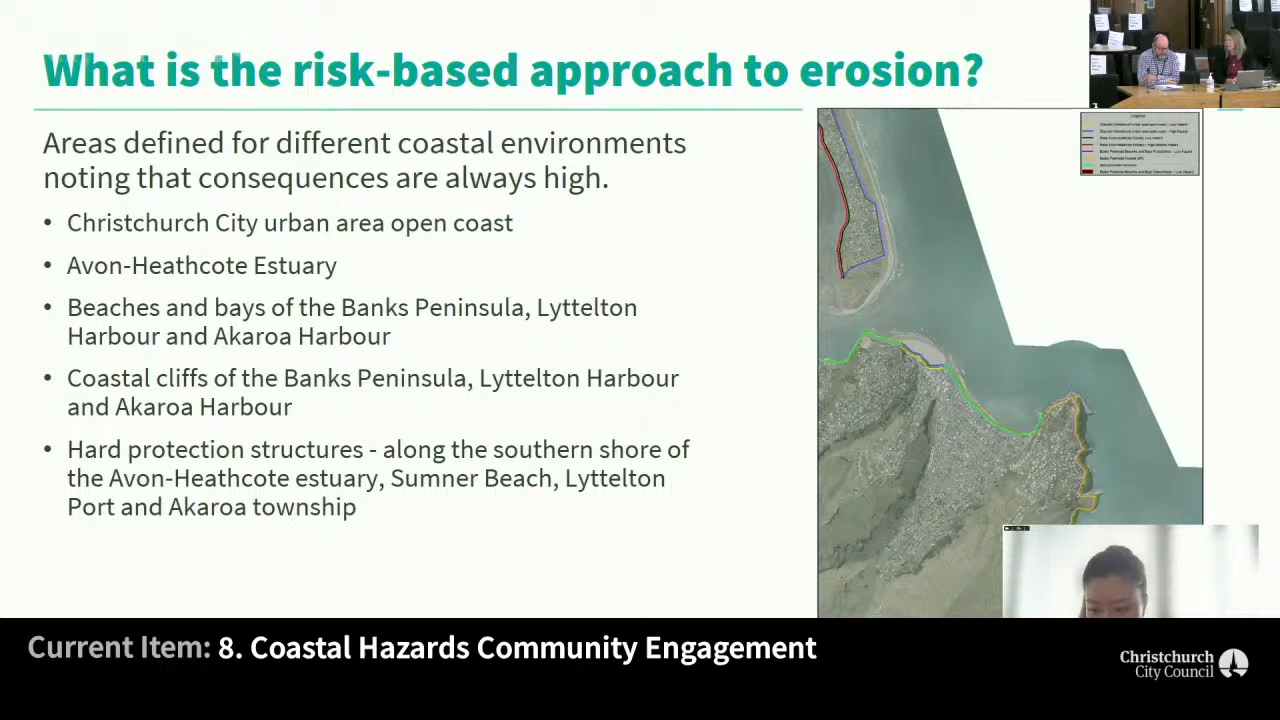 What is the risk-based approach to erosion?
Areas defined for different coastal environments
noting that consequences are always high.
• Christchurch City urban area open coast
• Avon-Heathcote Estuary
• Beaches and bays of the Banks Peninsula, Lyttelton
Harbour and Akaroa Harbour
• Coastal cliffs of the Banks Peninsula, Lyttelton Harbour
and Akaroa Harbour
• Hard protection structures - along the southern shore of
the Avon-Heathcote estuary, Sumner Beach, Lyttelton
Port and Akaroa township
Legend
Current Item: 8. Coastal Hazards Community Engagement
Christchurch
City Council